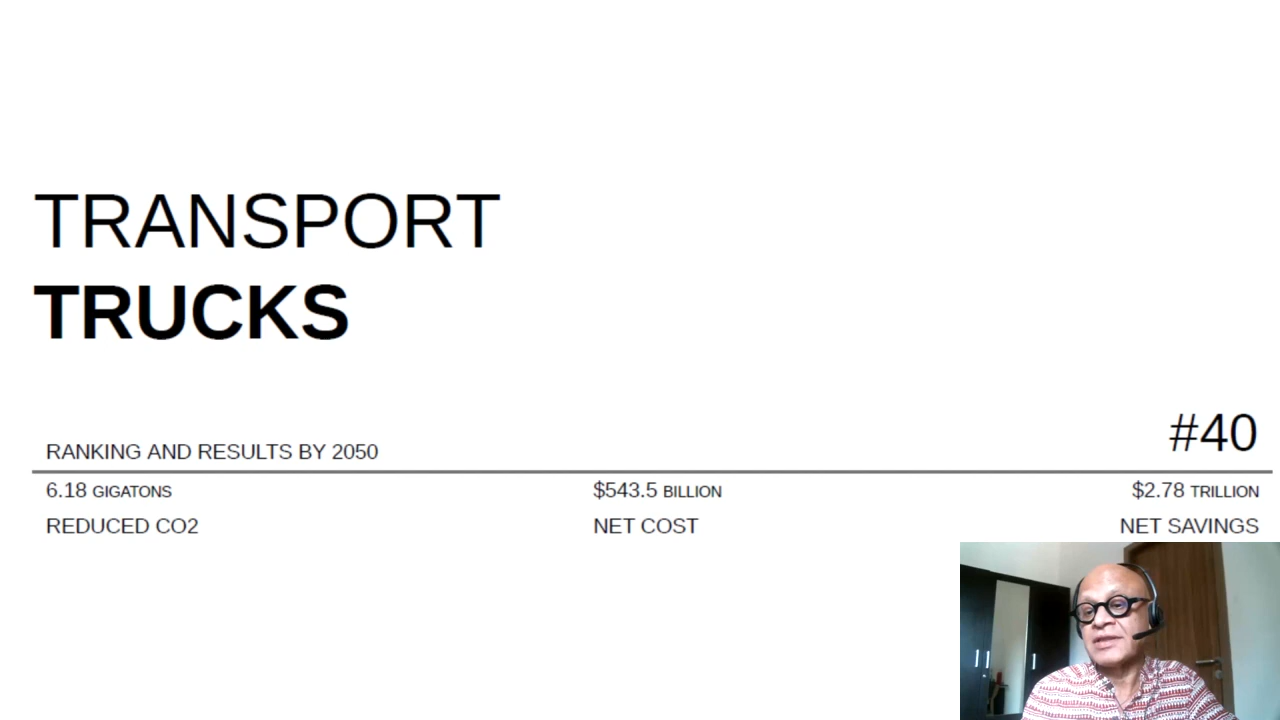 TRANSPORT
TRUCKS
#40
RANKING AND RESULTS BY 2050
6.18 GIGATONS $543.5 BILLION $2.78 TRILLION
REDUCED CO2 NET COST NET SAVINGS